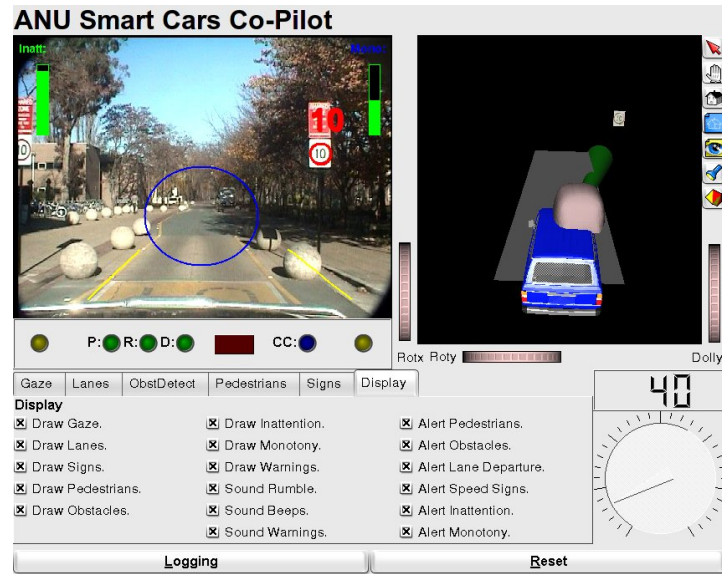 ANU Smart Cars Co-Pilot
Inatt:
Mono:
10
10
10
P: R: D: CC:
Rotx Roty Dolly
Gaze Lanes ObstDetect Pedestrians Signs Display
40
Display
Draw Gaze. Draw Inattention. Alert Pedestrians.
Draw Lanes. Draw Monotony. Alert Obstacles.
Draw Signs. Draw Warnings. Alert Lane Departure.
Draw Pedestrians. Sound Rumble. Alert Speed Signs.
Draw Obstacles. Sound Beeps. Alert Inattention.
Sound Warnings. Alert Monotony.
Logging Reset